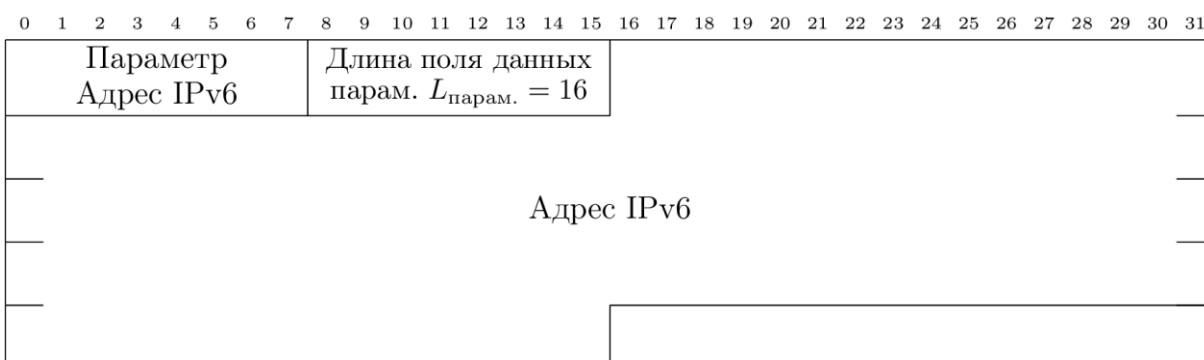 0 1 2 3 4 5 6 7 8 9 10 11 12 13 14 15 16 17 18 19 20 21 22 23 24 25 26 27 28 29 30 31
Параметр
Адрес IPv6
Длина поля данных
парам. Lпарам. = 16
Адрес IPv6